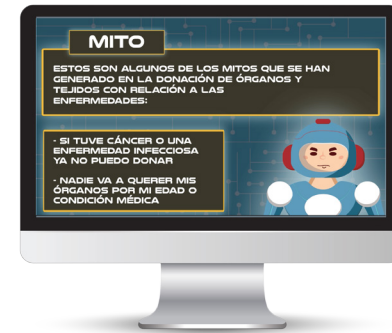 MITO
ESTOS SON ALGUNOS DE LOS MITOS QUE SE HAN
GENERADO EN LA DONACIÓN DE ÓRGANOS Y
TEJIDOS CON RELACIÓN A LAS
ENFERMEDADES:
- SI TUVE CÁNCER O UNA
ENFERMEDAD INFECCIOSA
YA NO PUEDO DONAR
- NADIE VA A QUERER MIS
ÓRGANOS POR MI EDAD O
CONDICIÓN MÉDICA